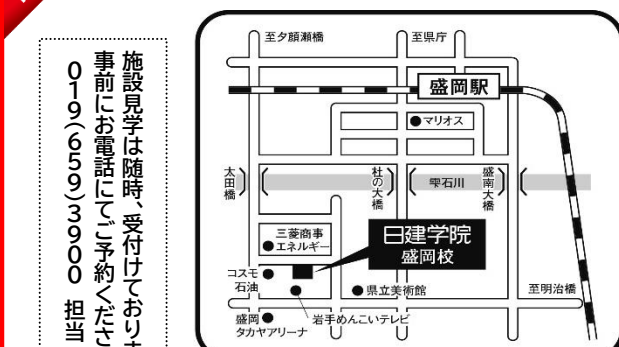 施設見学は随時、受付けておりま
事前にお電話にてご予約くださ
019(659)3900 担当
至夕顔瀬橋
至県庁
盛岡駅
マリオス
太田橋
杜の大橋
雫石川
盛南大橋
三菱商事
エネルギー
日建学院
盛岡校
コスモ
石油
県立美術館
至明治橋
盛岡
タカヤアリーナ
岩手めんこいテレビ